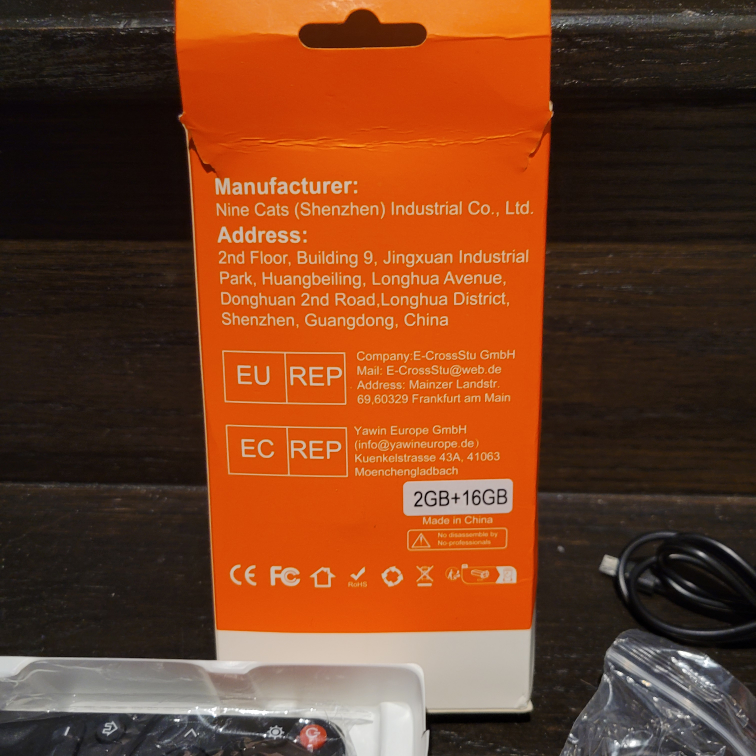 Manufacturer:
Nine Cats (Shenzhen) Industrial Co., Ltd.
Address:
2nd Floor, Building 9, Jingxuan Industrial
Park, Huangbeiling, Longhua Avenue,
Donghuan 2nd Road,Longhua District,
Shenzhen, Guangdong, China
EU REP
Company:E-CrossStu GmbH
Mail: E-CrossStu@web.de
Address: Mainzer Landstr.
69,60329 Frankfurt am Main
EC REP
Yawin Europe GmbH
(info@yawineurope.de)
Kuenkelstrasse 43A, 41063
Moenchengladbach
2GB+16GB
Made in China
No disassemble by
No-professionals
CE FC
RoHS